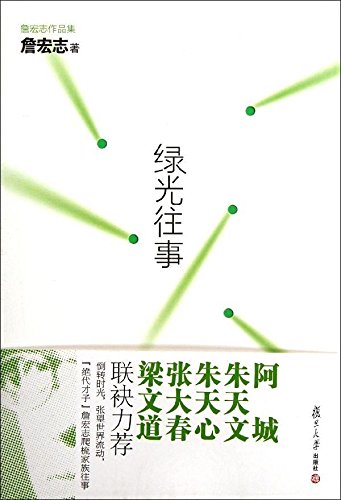 詹宏志作品集
詹宏志 著
绿光往事
阿城
朱天文
朱天心
张大春
梁文道
联袂力荐
倒转时光，张望世界流动，
“绝代才子”詹宏志爬梳家族往事
復旦大學
出版社